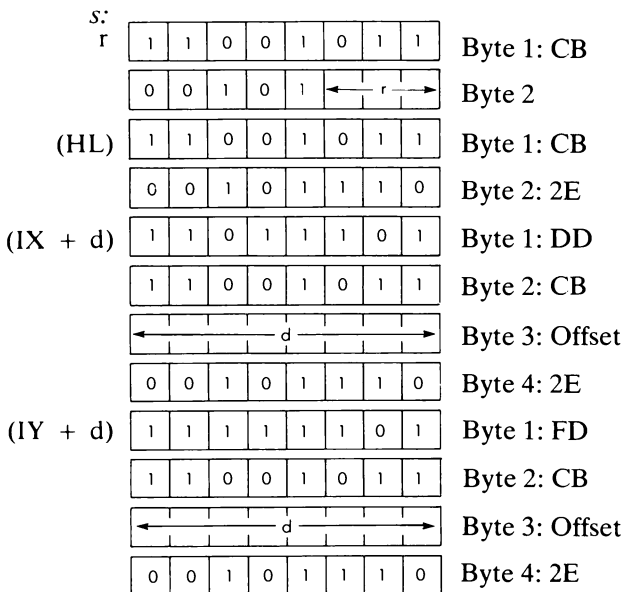 s:
r 1 1 0 0 1 0 1 1 Byte 1: CB
0 0 1 0 1 r Byte 2
(HL) 1 1 0 0 1 0 1 1 Byte 1: CB
0 0 1 0 1 1 1 0 Byte 2: 2E
(IX + d) 1 1 0 1 1 1 0 1 Byte 1: DD
1 1 0 0 1 0 1 1 Byte 2: CB
d Byte 3: Offset
0 0 1 0 1 1 1 0 Byte 4: 2E
(IY + d) 1 1 1 1 1 1 0 1 Byte 1: FD
1 1 0 0 1 0 1 1 Byte 2: CB
d Byte 3: Offset
0 0 1 0 1 1 1 0 Byte 4: 2E